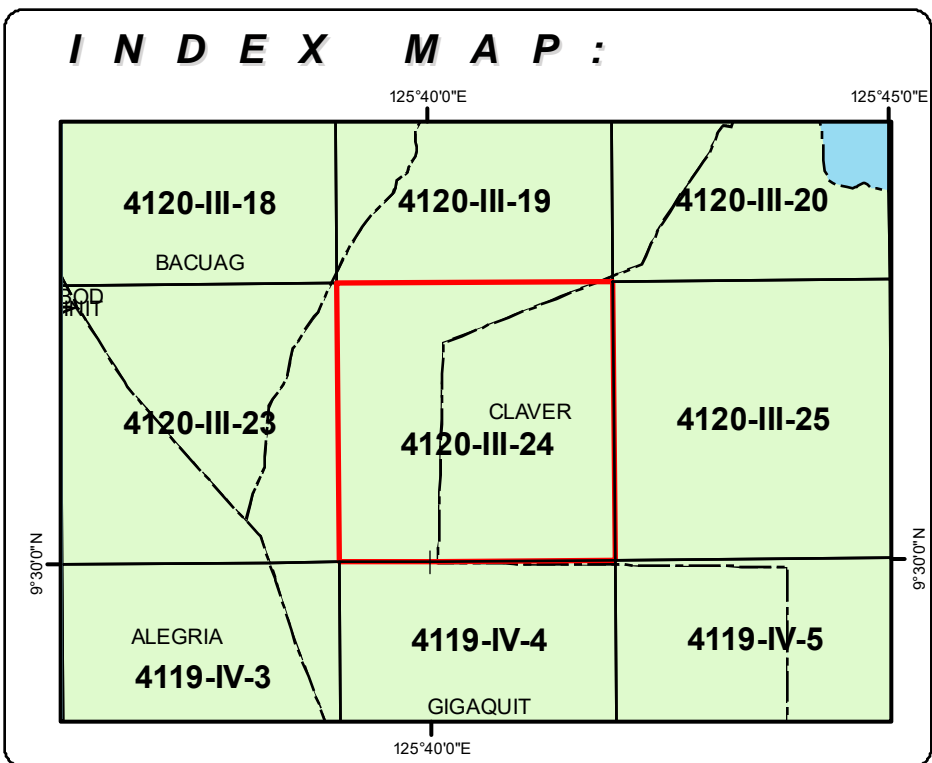 INDEX MAP:
125°40'0"E
125°45'0"E
4120-III-18
4120-III-19
4120-III-20
BACUAG
4120-III-23
CLAVER
4120-III-24
4120-III-25
9°30'0"N
9°30'0"N
ALEGRIA
4119-IV-3
4119-IV-4
4119-IV-5
GIGAQUIT
125°40'0"E